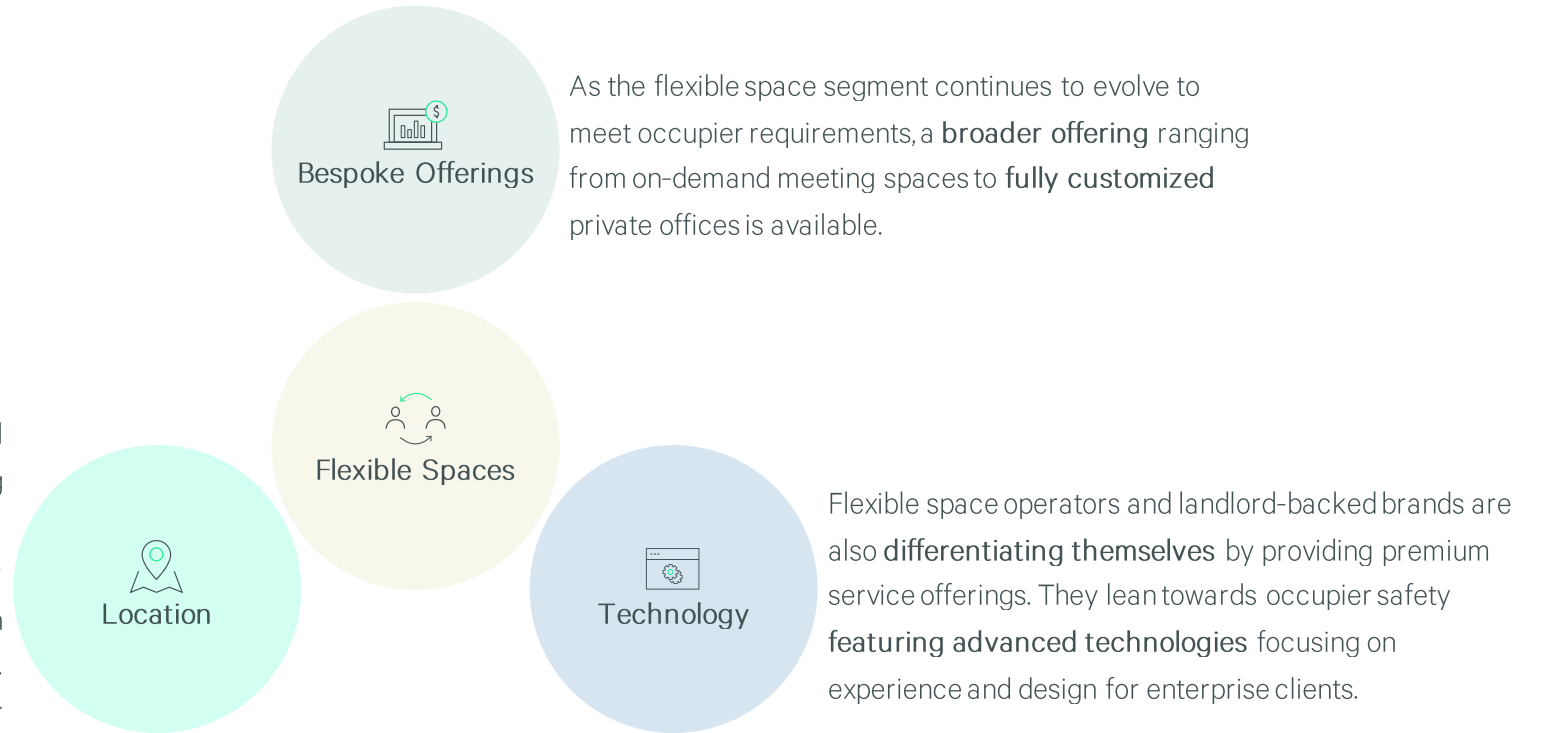 Bespoke Offerings
As the flexible space segment continues to evolve to
meet occupier requirements, a broader offering ranging
from on-demand meeting spaces to fully customized
private offices is available.
Flexible Spaces
Location
Technology
Flexible space operators and landlord-backed brands are
also differentiating themselves by providing premium
service offerings. They lean towards occupier safety
featuring advanced technologies focusing on
experience and design for enterprise clients.